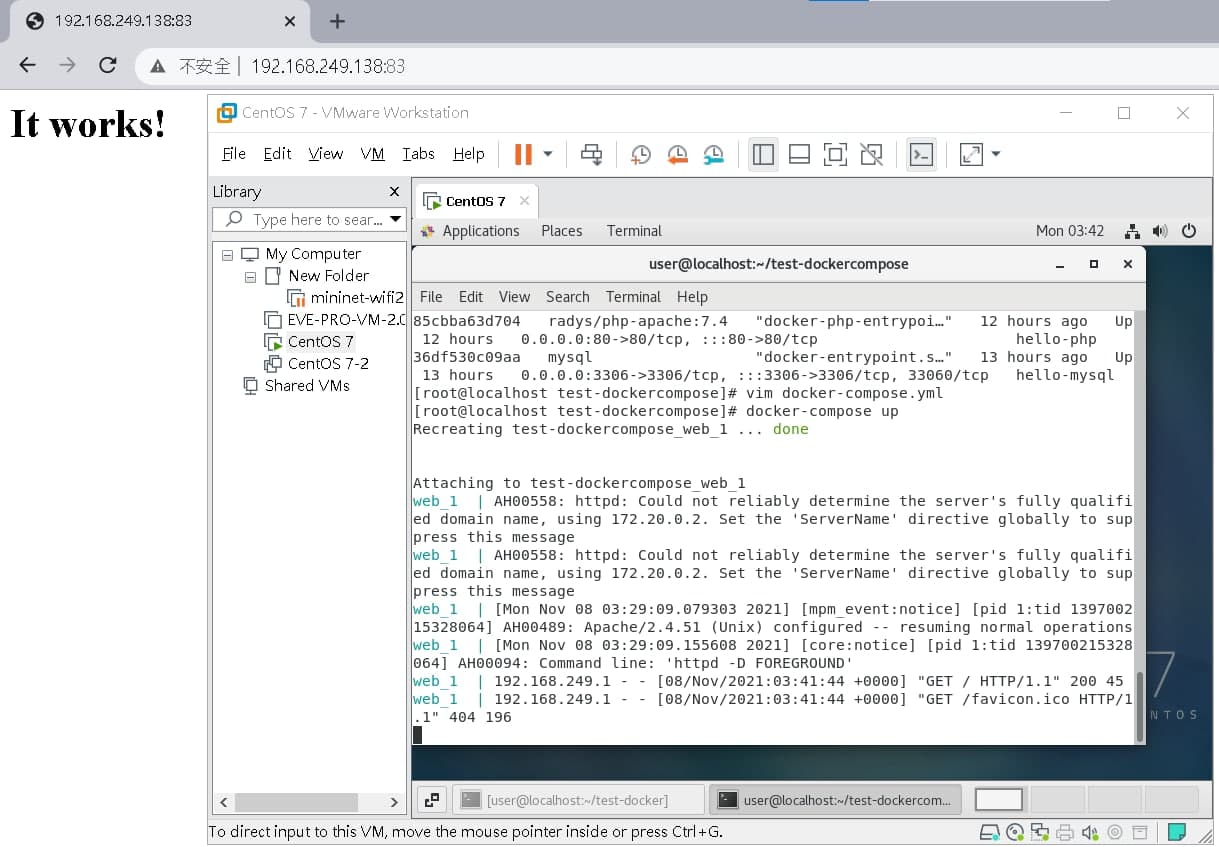 192.168.249.138:83
不安全 | 192.168.249.138:83
It works!
CentOS 7 - VMware Workstation
File Edit View VM Tabs Help
Library
Type here to sear...
My Computer
New Folder
mininet-wifi2
EVE-PRO-VM-2.0
CentOS 7
CentOS 7-2
Shared VMs
CentOS 7
Applications Places Terminal Mon 03:42
user@localhost:~/test-dockercompose
File Edit View Search Terminal Help
85cbba63d704 radys/php-apache:7.4 "docker-php-entrypoi…" 12 hours ago Up
12 hours 0.0.0.0:80->80/tcp, :::80->80/tcp hello-php
36df530c09aa mysql "docker-entrypoint.s…" 13 hours ago Up
13 hours 0.0.0.0:3306->3306/tcp, :::3306->3306/tcp, 33060/tcp hello-mysql
[root@localhost test-dockercompose]# vim docker-compose.yml
[root@localhost test-dockercompose]# docker-compose up
Recreating test-dockercompose_web_1 ... done
Attaching to test-dockercompose_web_1
web_1 | AH00558: httpd: Could not reliably determine the server's fully qualifi
ed domain name, using 172.20.0.2. Set the 'ServerName' directive globally to sup
press this message
web_1 | AH00558: httpd: Could not reliably determine the server's fully qualifi
ed domain name, using 172.20.0.2. Set the 'ServerName' directive globally to sup
press this message
web_1 | [Mon Nov 08 03:29:09.079303 2021] [mpm_event:notice] [pid 1:tid 1397002
15328064] AH00489: Apache/2.4.51 (Unix) configured -- resuming normal operations
web_1 | [Mon Nov 08 03:29:09.155608 2021] [core:notice] [pid 1:tid 139700215328
064] AH00094: Command line: 'httpd -D FOREGROUND'
web_1 | 192.168.249.1 - - [08/Nov/2021:03:41:44 +0000] "GET / HTTP/1.1" 200 45
web_1 | 192.168.249.1 - - [08/Nov/2021:03:41:44 +0000] "GET /favicon.ico HTTP/1
.1" 404 196
7
NTOS
[user@localhost:~/test-docker]
user@localhost:~/test-dockercom...
To direct input to this VM, move the mouse pointer inside or press Ctrl+G.